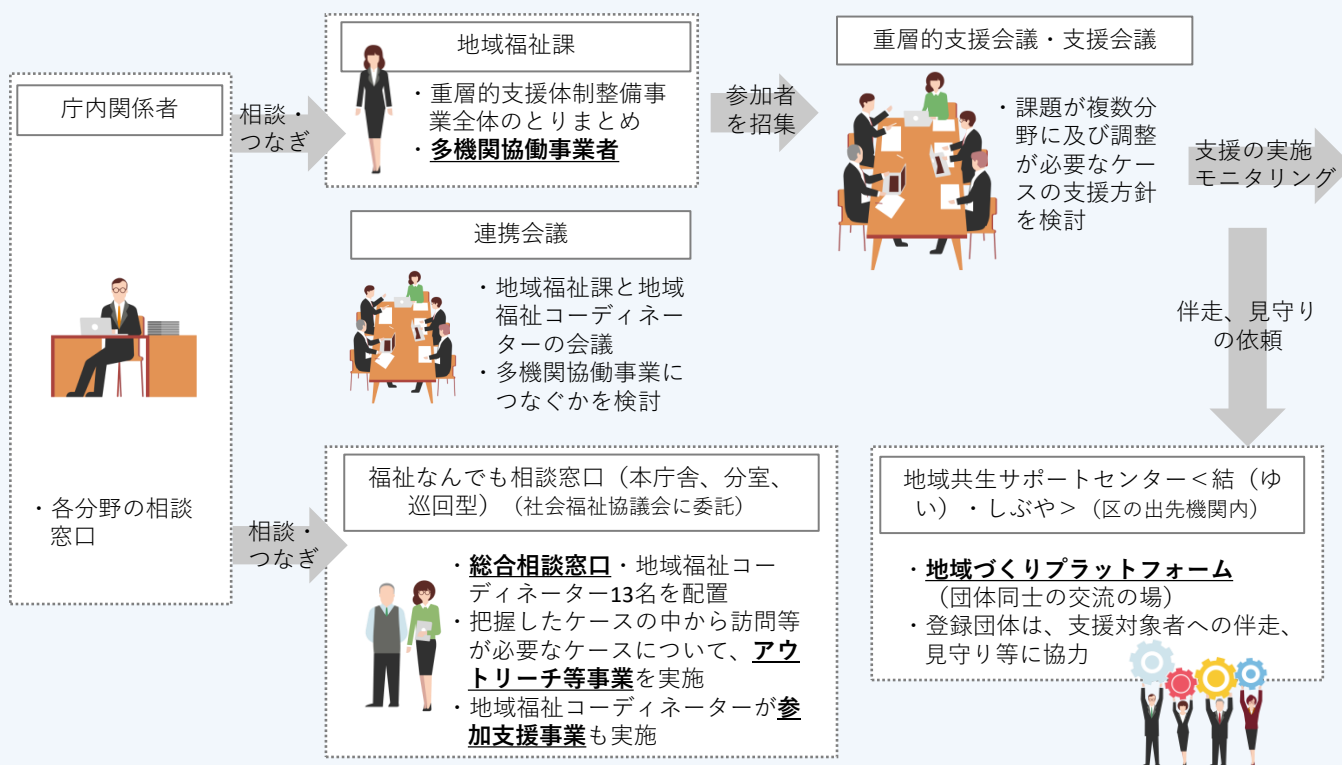 庁内関係者
・各分野の相談
窓口
相談・
つなぎ
地域福祉課
・重層的支援体制整備事
業全体のとりまとめ
・多機関協働事業者
参加者
を招集
重層的支援会議・支援会議
・課題が複数分
野に及び調整
が必要なケー
スの支援方針
を検討
支援の実施
モニタリング
連携会議
・地域福祉課と地域
福祉コーディネー
ターの会議
・多機関協働事業に
つなぐかを検討
伴走、見守り
の依頼
相談・
つなぎ
福祉なんでも相談窓口（本庁舎、分室、
巡回型）（社会福祉協議会に委託）
・総合相談窓口・地域福祉コー
ディネーター13名を配置
・把握したケースの中から訪問等
が必要なケースについて、アウ
トリーチ等事業を実施
・地域福祉コーディネーターが参
加支援事業も実施
地域共生サポートセンター＜結（ゆ
い）・しぶや＞（区の出先機関内）
・地域づくりプラットフォーム
（団体同士の交流の場）
・登録団体は、支援対象者への伴走、
見守り等に協力